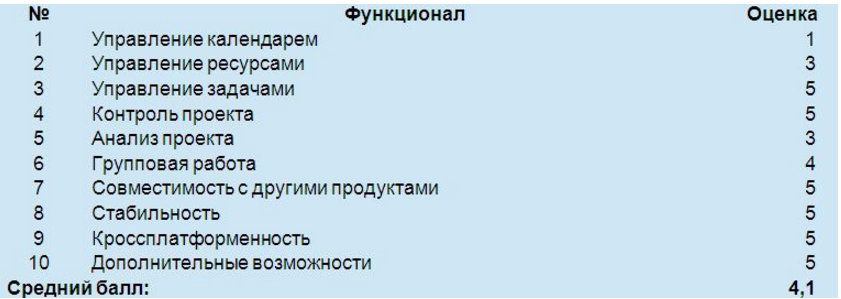 № Функционал Оценка
1 Управление календарем 1
2 Управление ресурсами 3
3 Управление задачами 5
4 Контроль проекта 5
5 Анализ проекта 3
6 Групповая работа 4
7 Совместимость с другими продуктами 5
8 Стабильность 5
9 Кроссплатформенность 5
10 Дополнительные возможности 5
Средний балл: 4,1